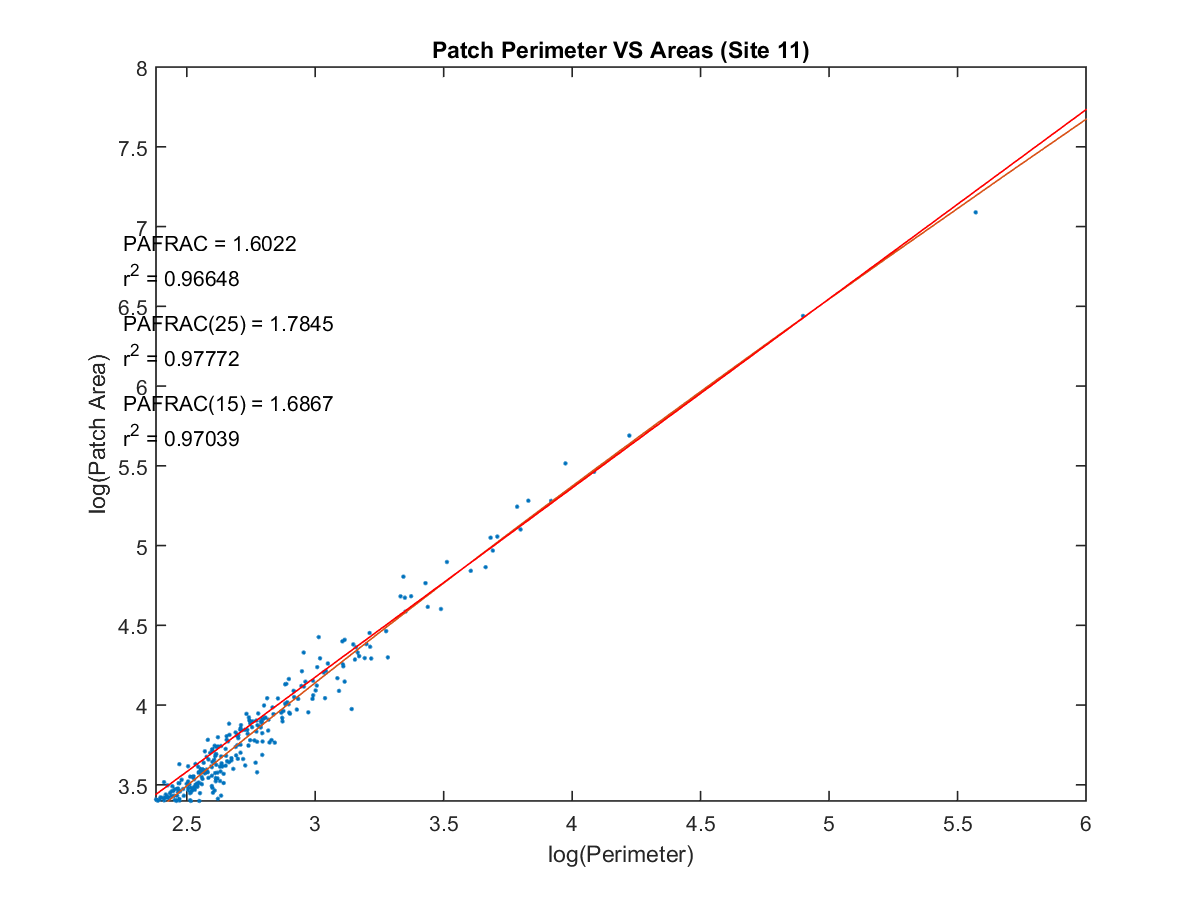 Patch Perimeter VS Areas (Site 11)
8
7.5
7
PAFRAC = 1.6022
r2 = 0.96648
6.5
PAFRAC(25) = 1.7845
r2 = 0.97772
6
PAFRAC(15) = 1.6867
r2 = 0.97039
5.5
5
4.5
4
3.5
log(Patch Area)
2.5 3 3.5 4 4.5 5 5.5 6
log(Perimeter)